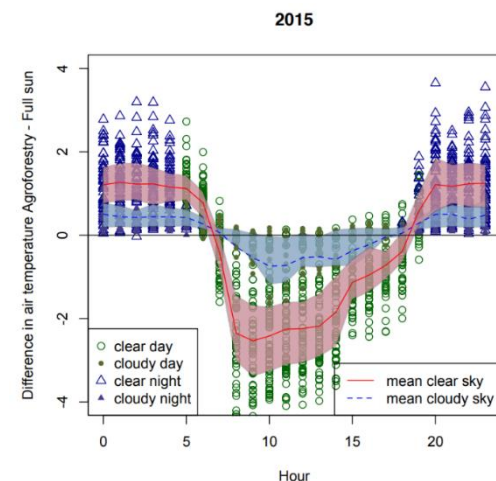 2015
Difference in air temperature Agroforestry - Full sun
4
2
0
-2
-4
clear day
cloudy day
clear night
cloudy night
mean clear sky
mean cloudy sky
0
5
10
15
20
Hour